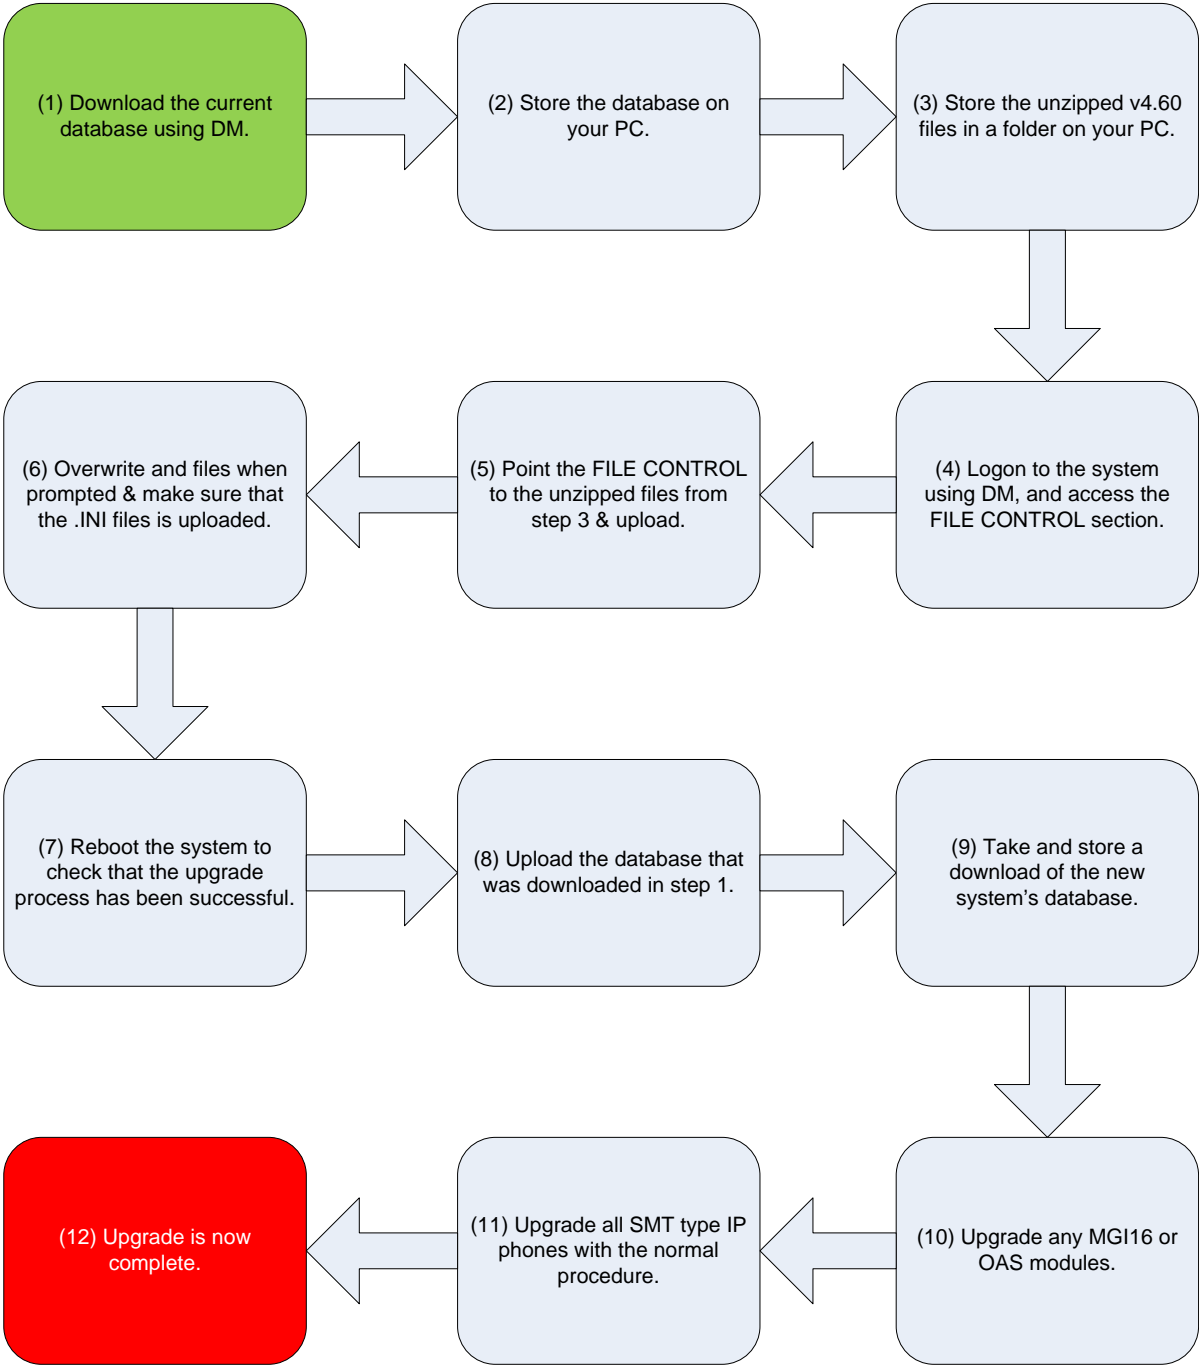 (1) Download the current
database using DM.
(2) Store the database on
your PC.
(3) Store the unzipped v4.60
files in a folder on your PC.
(4) Logon to the system
using DM, and access the
FILE CONTROL section.
(5) Point the FILE CONTROL
to the unzipped files from
step 3 & upload.
(6) Overwrite and files when
prompted & make sure that
the .INI files is uploaded.
(7) Reboot the system to
check that the upgrade
process has been successful.
(8) Upload the database that
was downloaded in step 1.
(9) Take and store a
download of the new
system’s database.
(10) Upgrade any MGI16 or
OAS modules.
(11) Upgrade all SMT type IP
phones with the normal
procedure.
(12) Upgrade is now
complete.